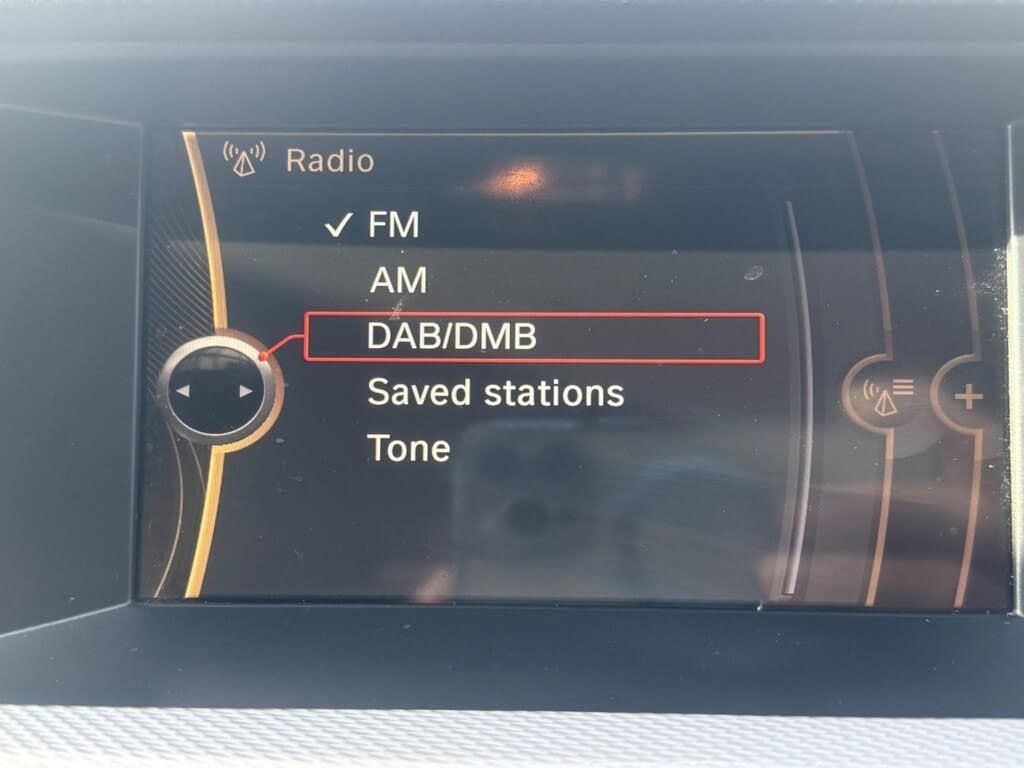 Radio
✓ FM
AM
DAB/DMB
Saved stations
Tone